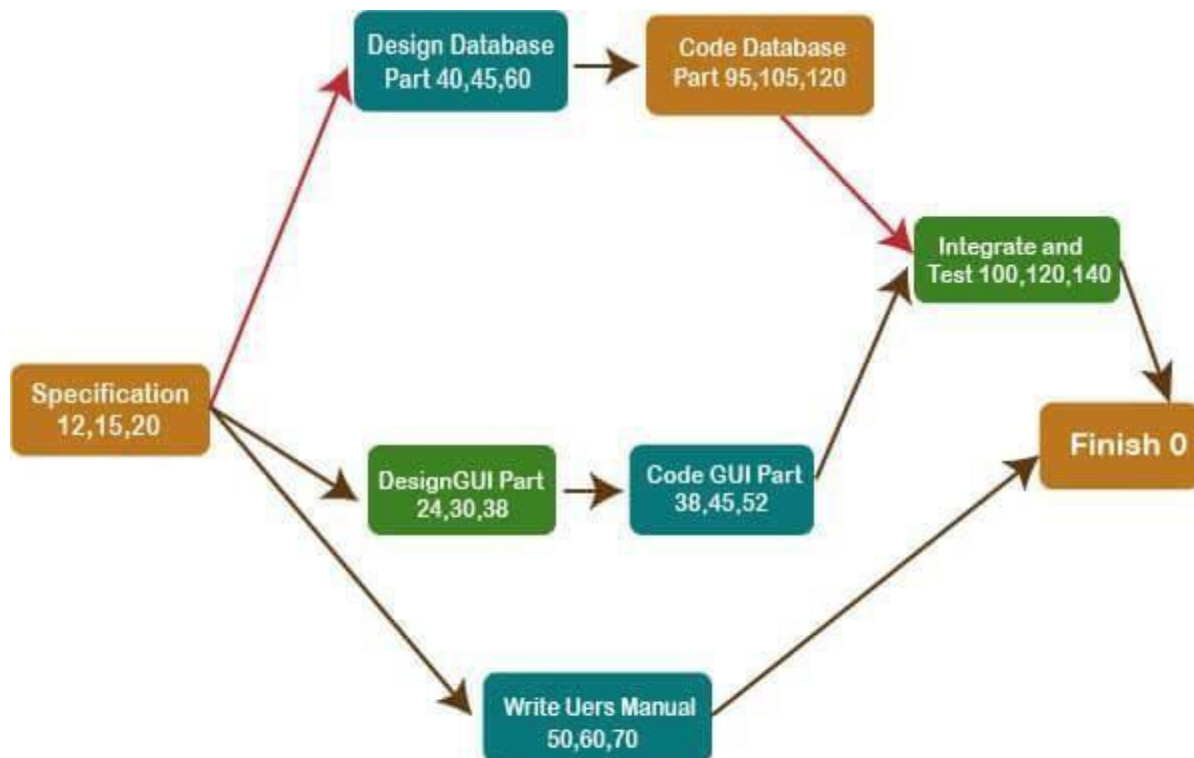 Design Database
Part 40,45,60
Code Database
Part 95,105,120
Integrate and
Test 100,120,140
Specification
12,15,20
Finish 0
DesignGUI Part
24,30,38
Code GUI Part
38,45,52
Write Uers Manual
50,60,70